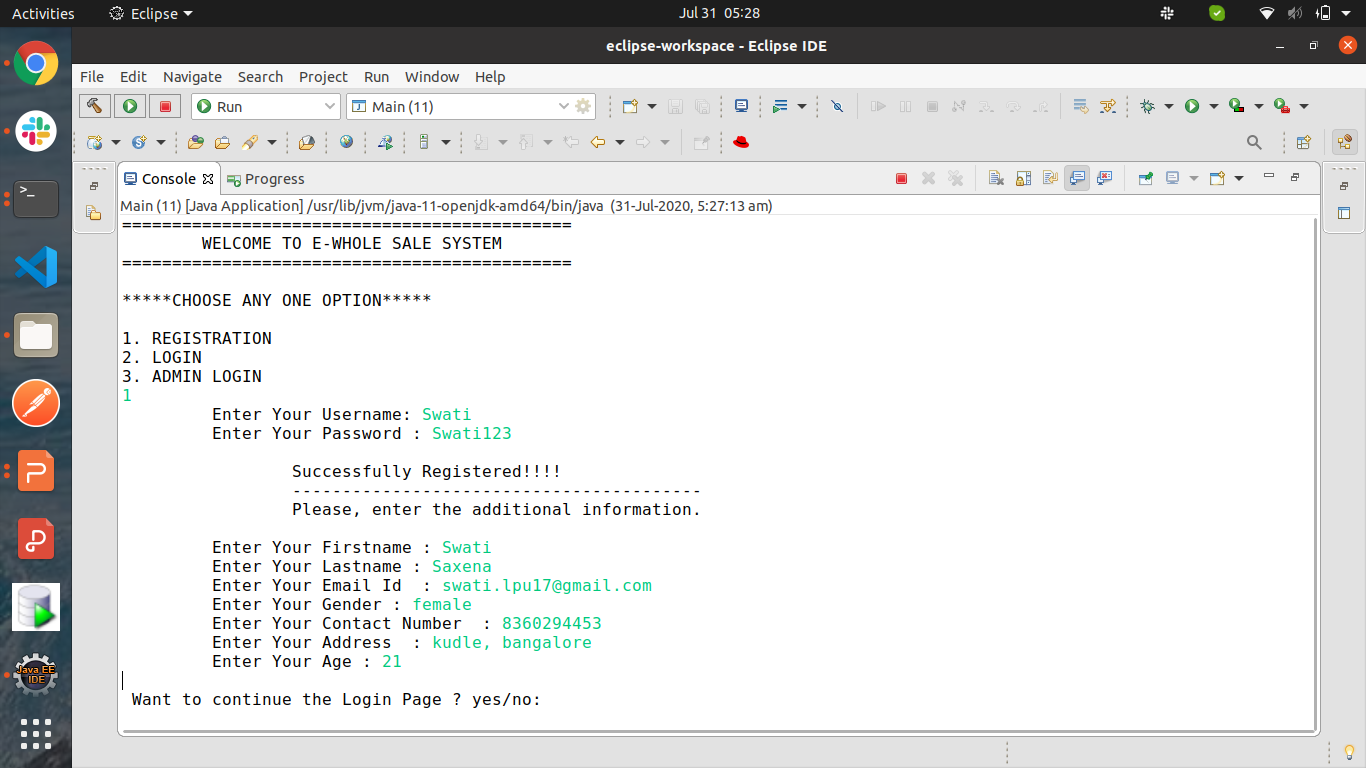 Activities Eclipse Jul 31 05:28
eclipse-workspace - Eclipse IDE
File Edit Navigate Search Project Run Window Help
Run Main (11)
Console Progress
Main (11) [Java Application] /usr/lib/jvm/java-11-openjdk-amd64/bin/java (31-Jul-2020, 5:27:13 am)
=============================================
WELCOME TO E-WHOLE SALE SYSTEM
=============================================
*****CHOOSE ANY ONE OPTION*****
1. REGISTRATION
2. LOGIN
3. ADMIN LOGIN
1
Enter Your Username: Swati
Enter Your Password : Swati123
Successfully Registered!!!!
-----------------------------------------
Please, enter the additional information.
Enter Your Firstname : Swati
Enter Your Lastname : Saxena
Enter Your Email Id  : swati.lpu17@gmail.com
Enter Your Gender : female
Enter Your Contact Number  : 8360294453
Enter Your Address  : kudle, bangalore
Enter Your Age : 21
Want to continue the Login Page ? yes/no:
Java EE
IDE